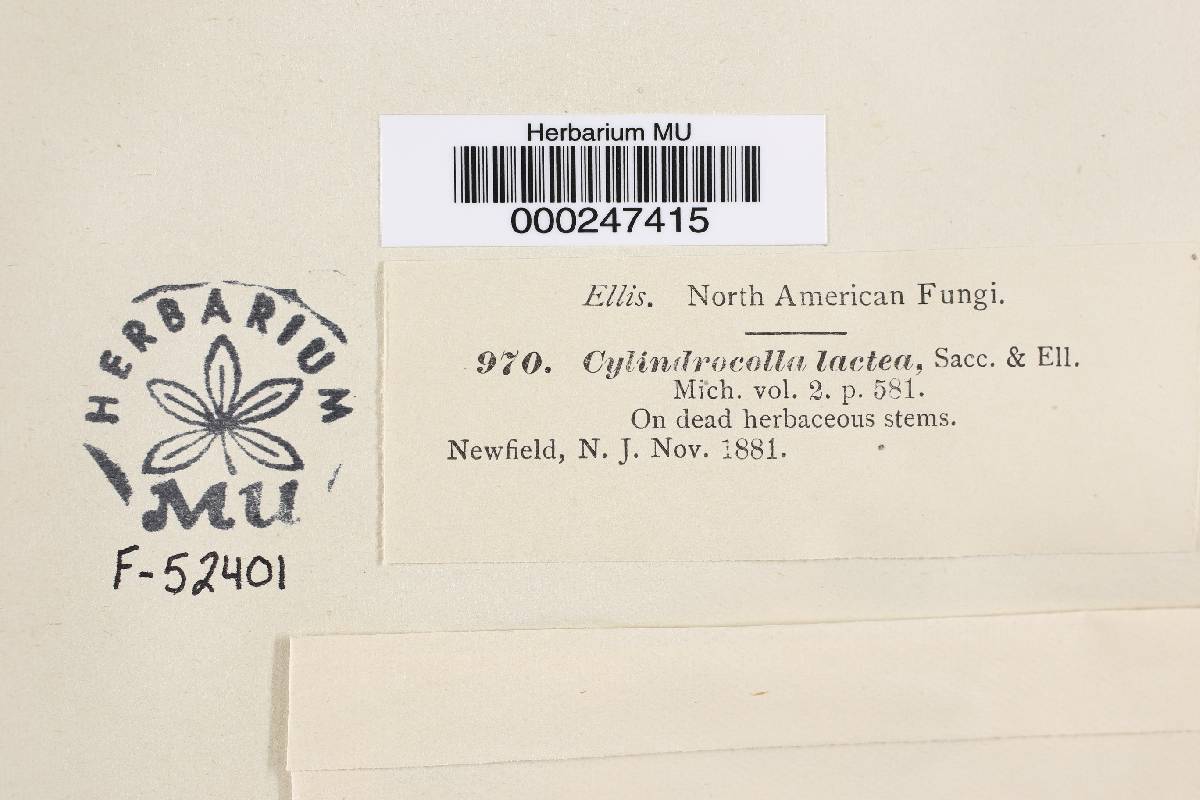 Herbarium MU
000247415
HERBARIUM
MU
F-52401
Ellis. North American Fungi.
970. Cylindrocolla lactea, Sacc. & Ell.
Mich. vol. 2. p. 581.
On dead herbaceous stems.
Newfield, N. J. Nov. 1881.